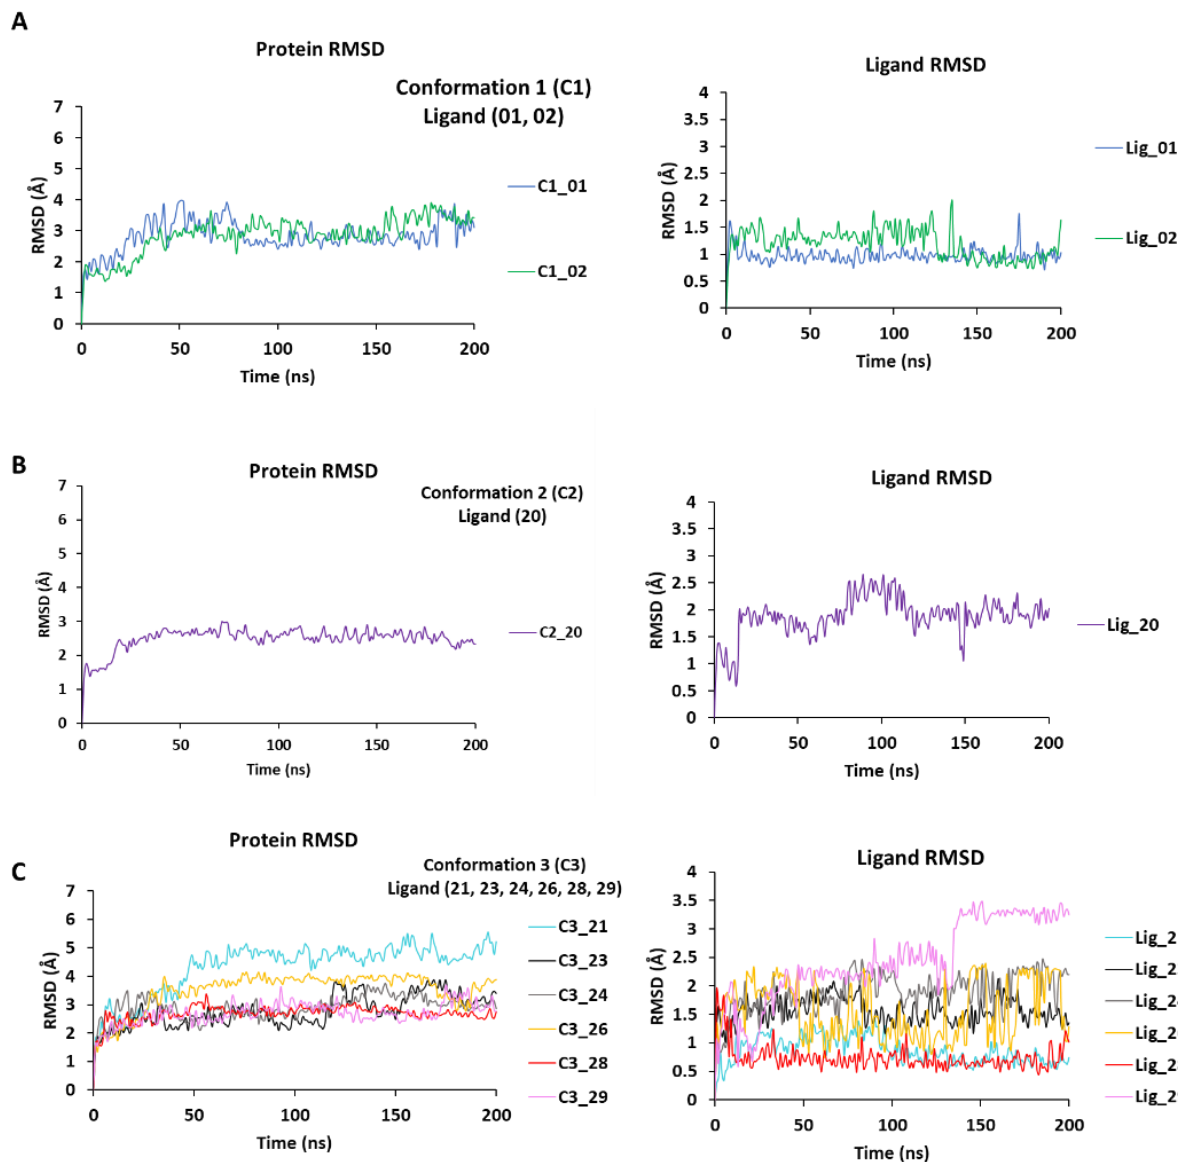 A
Protein RMSD
Conformation 1 (C1)
Ligand (01, 02)
RMSD (Å)
7
6
5
4
3
2
1
0
0 50 100 150 200
Time (ns)
C1_01
C1_02
Ligand RMSD
RMSD (Å)
4
3.5
3
2.5
2
1.5
1
0.5
0
0 50 100 150 200
Time (ns)
Lig_01
Lig_02
B
Protein RMSD
Conformation 2 (C2)
Ligand (20)
RMSD (Å)
7
6
5
4
3
2
1
0
0 50 100 150 200
Time (ns)
C2_20
Ligand RMSD
RMSD (Å)
4
3.5
3
2.5
2
1.5
1
0.5
0
0 50 100 150 200
Time (ns)
Lig_20
C
Protein RMSD
Conformation 3 (C3)
Ligand (21, 23, 24, 26, 28, 29)
RMSD (Å)
7
6
5
4
3
2
1
0
0 50 100 150 200
Time (ns)
C3_21
C3_23
C3_24
C3_26
C3_28
C3_29
Ligand RMSD
RMSD (Å)
4
3.5
3
2.5
2
1.5
1
0.5
0
0 50 100 150 200
Time (ns)
Lig_2
Lig_2
Lig_2
Lig_2
Lig_2
Lig_2